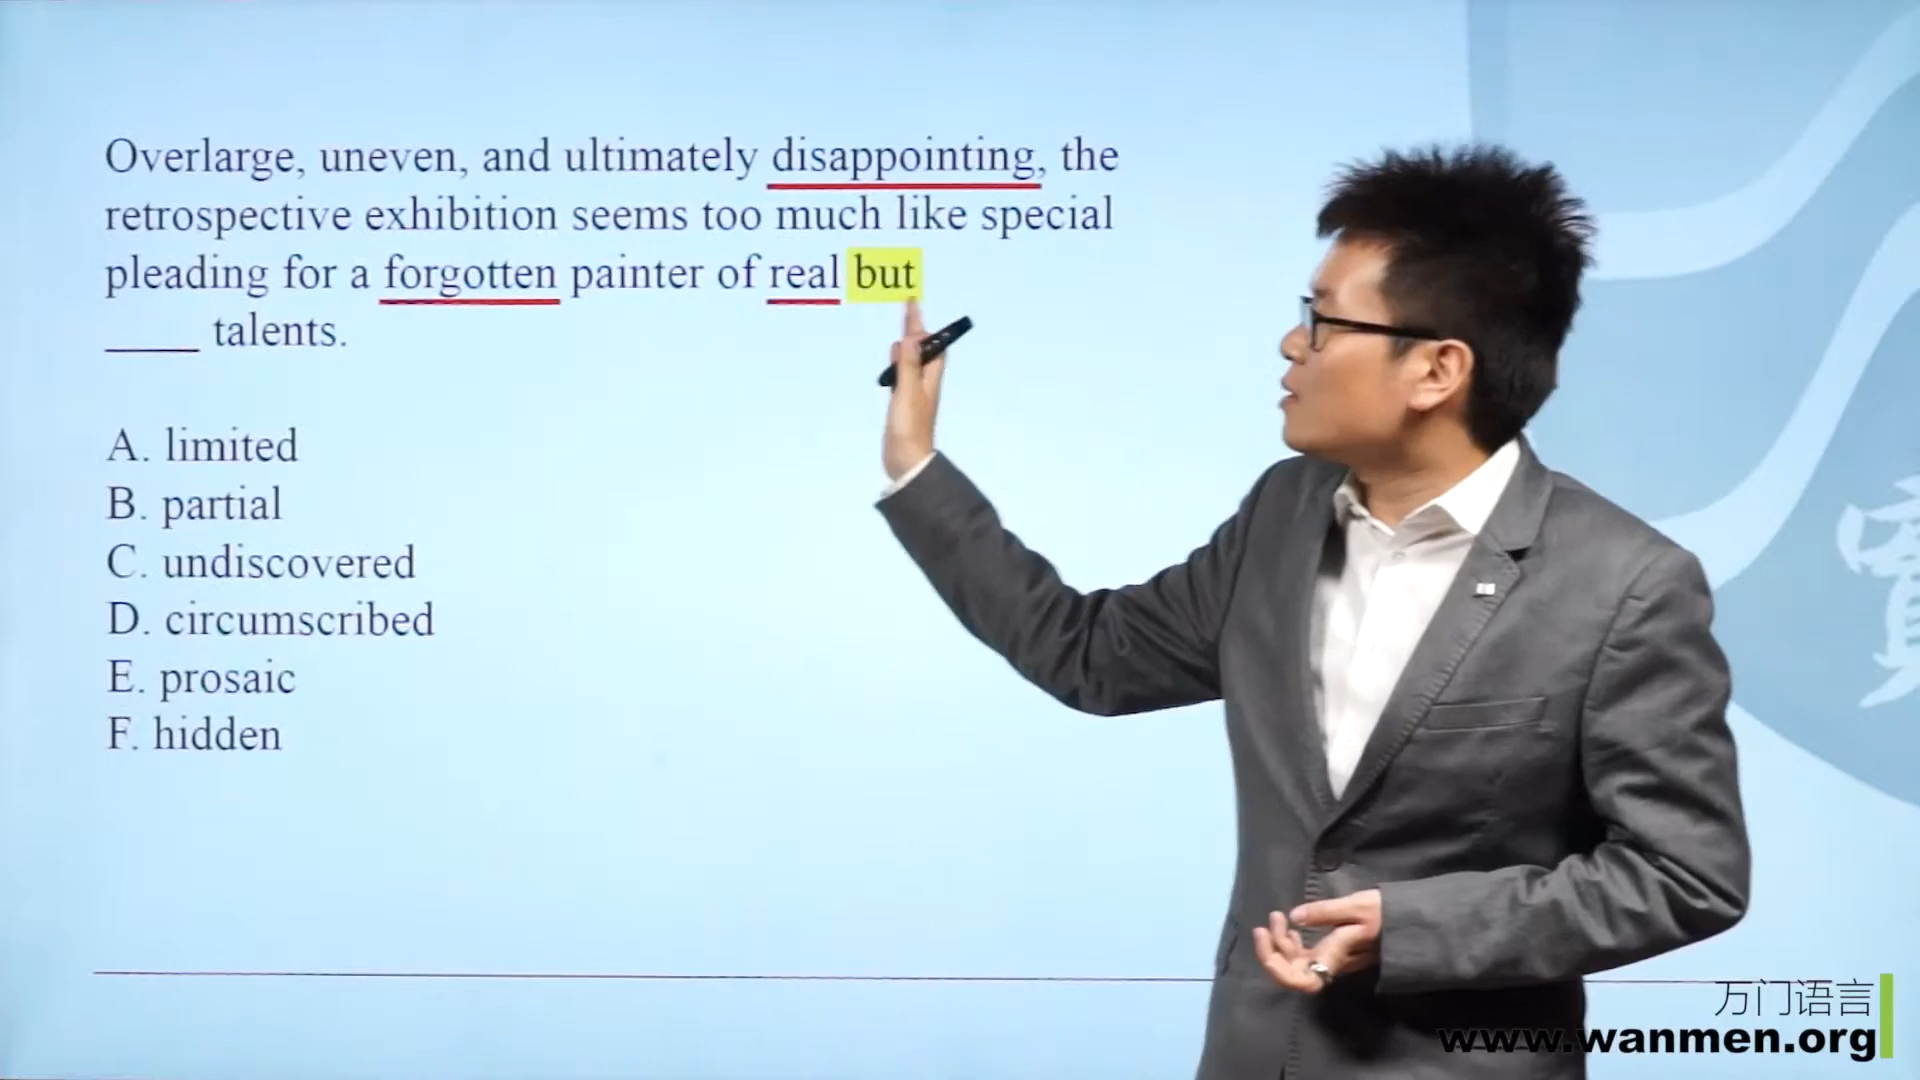 Overlarge, uneven, and ultimately disappointing, the
retrospective exhibition seems too much like special
pleading for a forgotten painter of real but
____ talents.
A. limited
B. partial
C. undiscovered
D. circumscribed
E. prosaic
F. hidden
寶
万门语言
www.wanmen.org